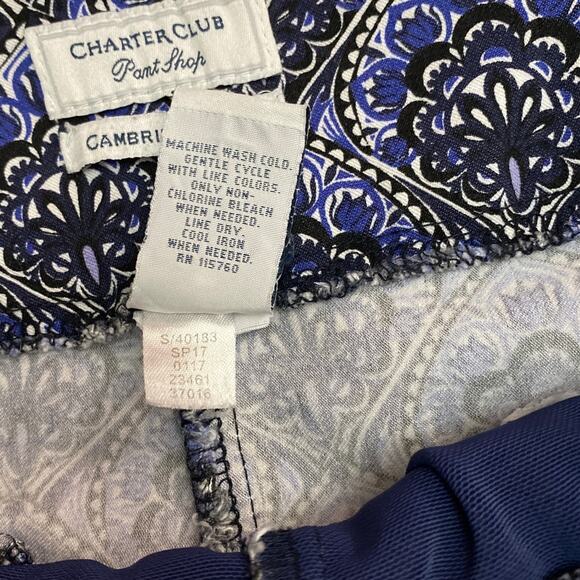 CHARTER CLUB
Pant Shop
CAMBRI
MACHINE WASH COLD.
GENTLE CYCLE
WITH LIKE COLORS.
ONLY NON-
CHLORINE BLEACH
WHEN NEEDED.
LINE DRY.
COOL IRON
WHEN NEEDED.
RN 115760
S/40183
SP17
0117
23461
37016